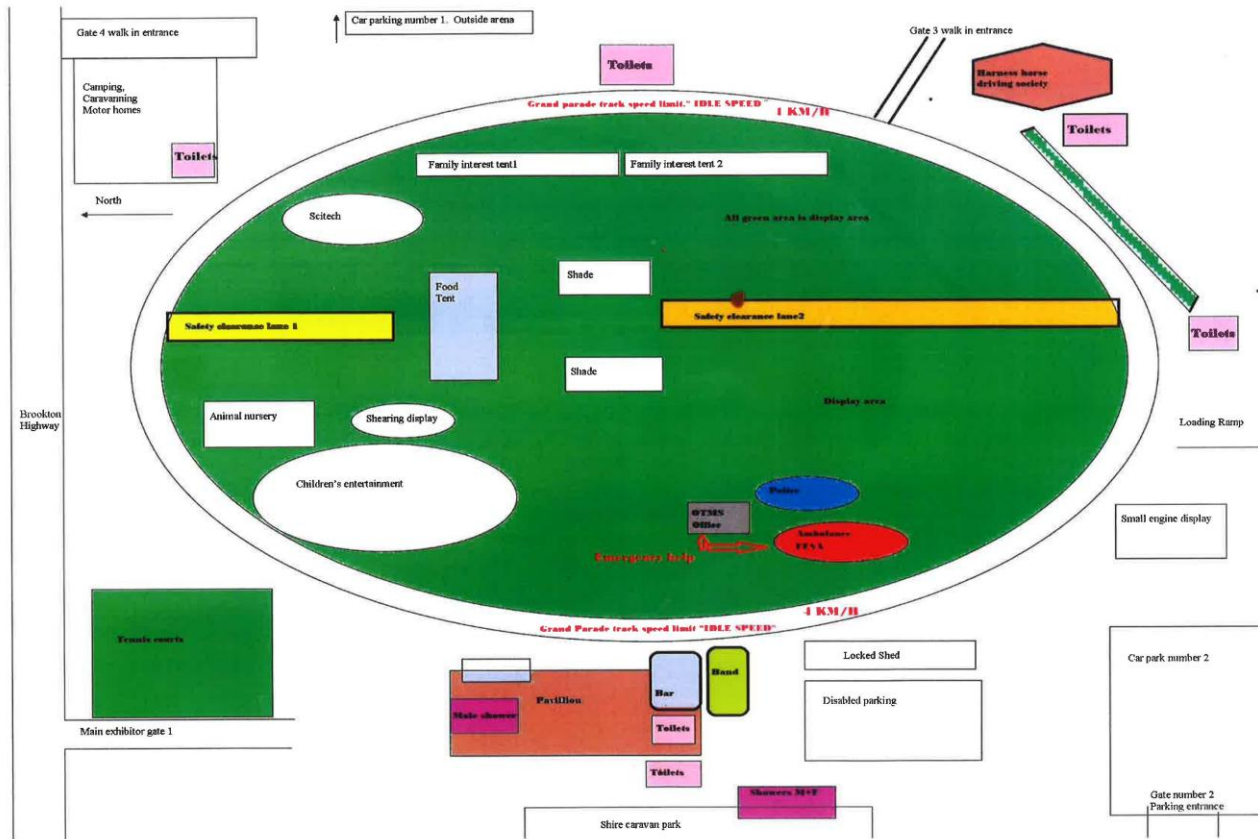 Gate 4 walk in entrance
Car parking number 1.  Outside arena
Gate 3 walk in entrance
Toilets
Harness horse
driving society
Camping,
Caravanning
Motor homes
Toilets
Grand parade track speed limit." IDLE SPEED"
4 KM/H
Toilets
Family interest tent1
Family interest tent 2
North
Scitech
All green area is display area
Food
Tent
Shade
Safety clearance lane 1
Safety clearance lane2
Toilets
Shade
Brookton
Highway
Animal nursery
Shearing display
Display area
Loading Ramp
Children's entertainment
Police
OTMS
Office
Ambulance
FESA
Emergency help
Small engine display
4 KM/H
Grand Parade track speed limit "IDLE SPEED"
Tennis courts
Locked Shed
Car park number 2
Bar
Band
Pavillion
Male shower
Disabled parking
Toilets
Main exhibitor gate 1
Toilets
Showers M+F
Gate number 2
Parking entrance
Shire caravan park